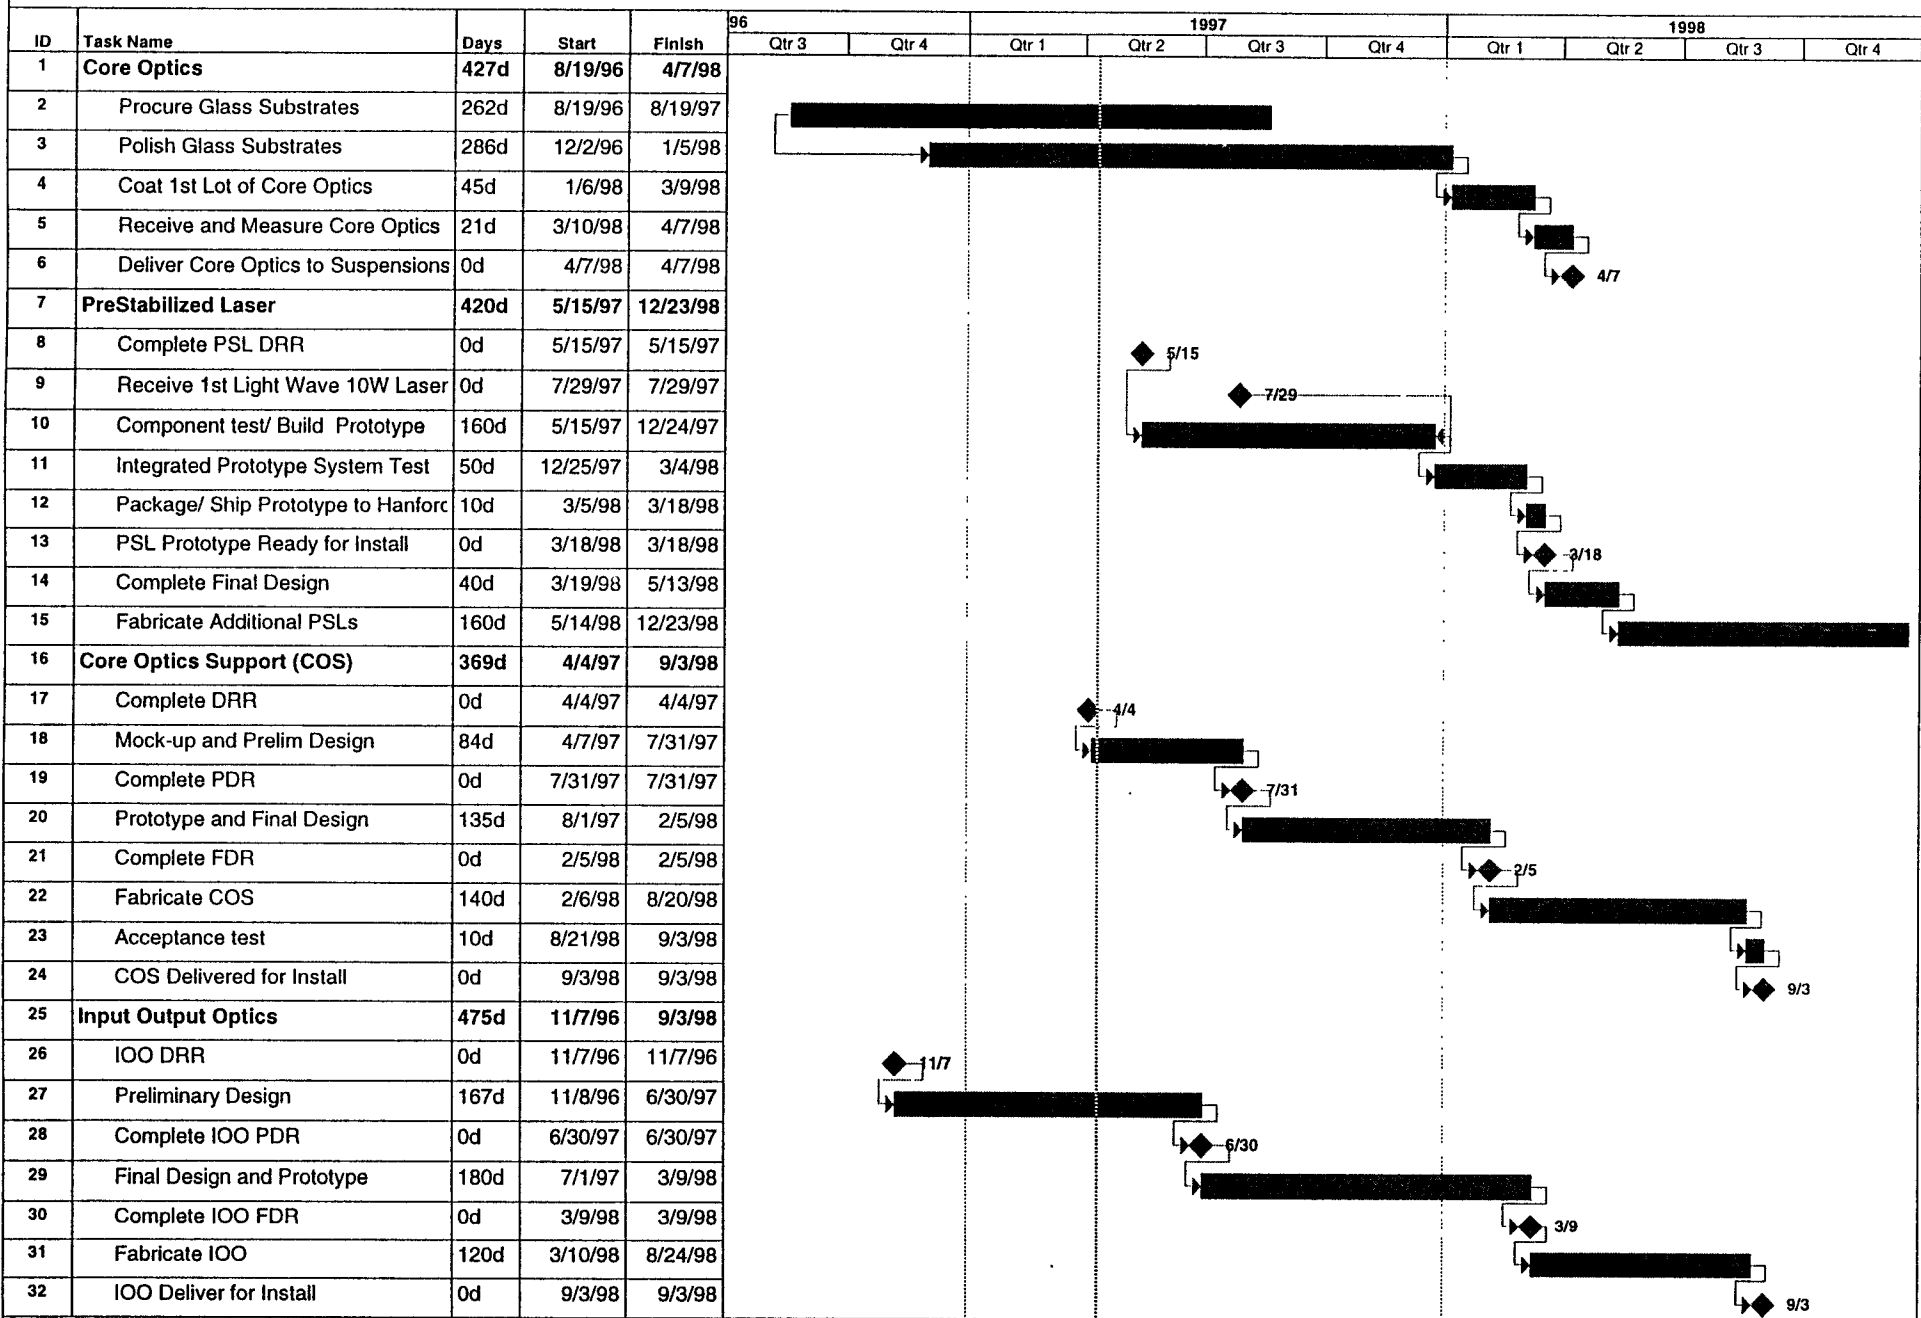 96 1997 1998
ID Task Name Days Start Finish Qtr 3 Qtr 4 Qtr 1 Qtr 2 Qtr 3 Qtr 4 Qtr 1 Qtr 2 Qtr 3 Qtr 4
1 Core Optics 427d 8/19/96 4/7/98
2 Procure Glass Substrates 262d 8/19/96 8/19/97
3 Polish Glass Substrates 286d 12/2/96 1/5/98
4 Coat 1st Lot of Core Optics 45d 1/6/98 3/9/98
5 Receive and Measure Core Optics 21d 3/10/98 4/7/98
6 Deliver Core Optics to Suspensions 0d 4/7/98 4/7/98 4/7
7 PreStabilized Laser 420d 5/15/97 12/23/98
8 Complete PSL DRR 0d 5/15/97 5/15/97 5/15
9 Receive 1st Light Wave 10W Laser 0d 7/29/97 7/29/97 7/29
10 Component test/ Build Prototype 160d 5/15/97 12/24/97
11 Integrated Prototype System Test 50d 12/25/97 3/4/98
12 Package/ Ship Prototype to Hanforc 10d 3/5/98 3/18/98
13 PSL Prototype Ready for Install 0d 3/18/98 3/18/98 3/18
14 Complete Final Design 40d 3/19/98 5/13/98
15 Fabricate Additional PSLs 160d 5/14/98 12/23/98
16 Core Optics Support (COS) 369d 4/4/97 9/3/98
17 Complete DRR 0d 4/4/97 4/4/97 4/4
18 Mock-up and Prelim Design 84d 4/7/97 7/31/97
19 Complete PDR 0d 7/31/97 7/31/97 7/31
20 Prototype and Final Design 135d 8/1/97 2/5/98
21 Complete FDR 0d 2/5/98 2/5/98 2/5
22 Fabricate COS 140d 2/6/98 8/20/98
23 Acceptance test 10d 8/21/98 9/3/98
24 COS Delivered for Install 0d 9/3/98 9/3/98 9/3
25 Input Output Optics 475d 11/7/96 9/3/98
26 IOO DRR 0d 11/7/96 11/7/96 11/7
27 Preliminary Design 167d 11/8/96 6/30/97
28 Complete IOO PDR 0d 6/30/97 6/30/97 6/30
29 Final Design and Prototype 180d 7/1/97 3/9/98
30 Complete IOO FDR 0d 3/9/98 3/9/98 3/9
31 Fabricate IOO 120d 3/10/98 8/24/98
32 IOO Deliver for Install 0d 9/3/98 9/3/98 9/3